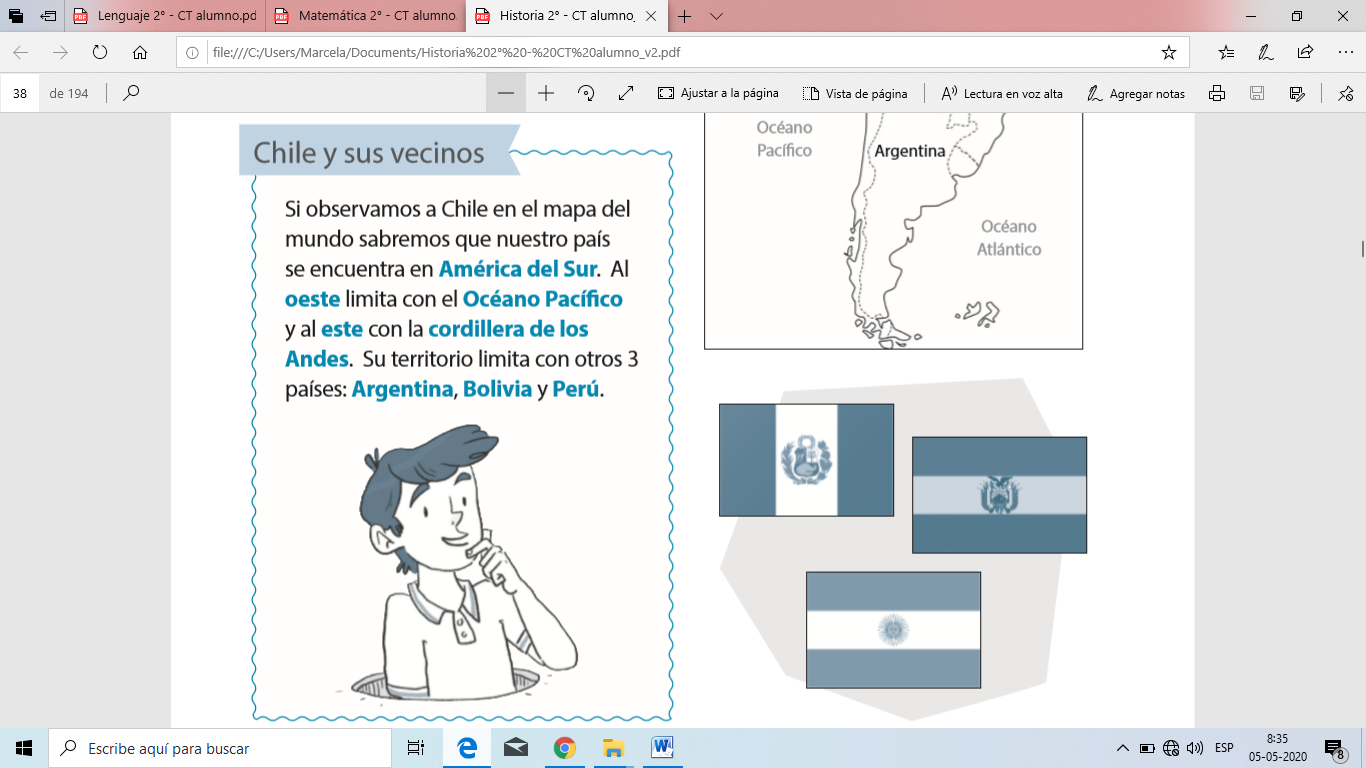 Lenguaje 2° - CT alumno.pd
Matemática 2° - CT alumno.
Historia 2° - CT alumno_
file:///C:/Users/Marcela/Documents/Historia%202°%20-%20CT%20alumno_v2.pdf
38 de 194
Ajustar a la página
Vista de página
Lectura en voz alta
Agregar notas
Chile y sus vecinos
Si observamos a Chile en el mapa del
mundo sabremos que nuestro país
se encuentra en América del Sur. Al
oeste limita con el Océano Pacífico
y al este con la cordillera de los
Andes. Su territorio limita con otros 3
países: Argentina, Bolivia y Perú.
Océano
Pacífico
Argentina
Océano
Atlántico
Escribe aquí para buscar
ESP
8:35
05-05-2020
8